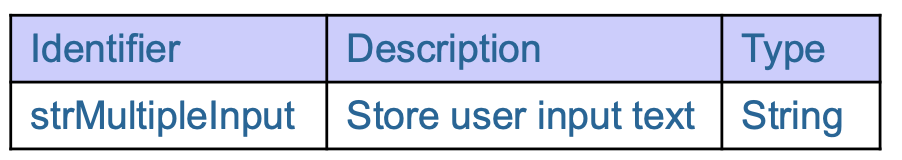 Identifier Description Type
strMultipleInput Store user input text String